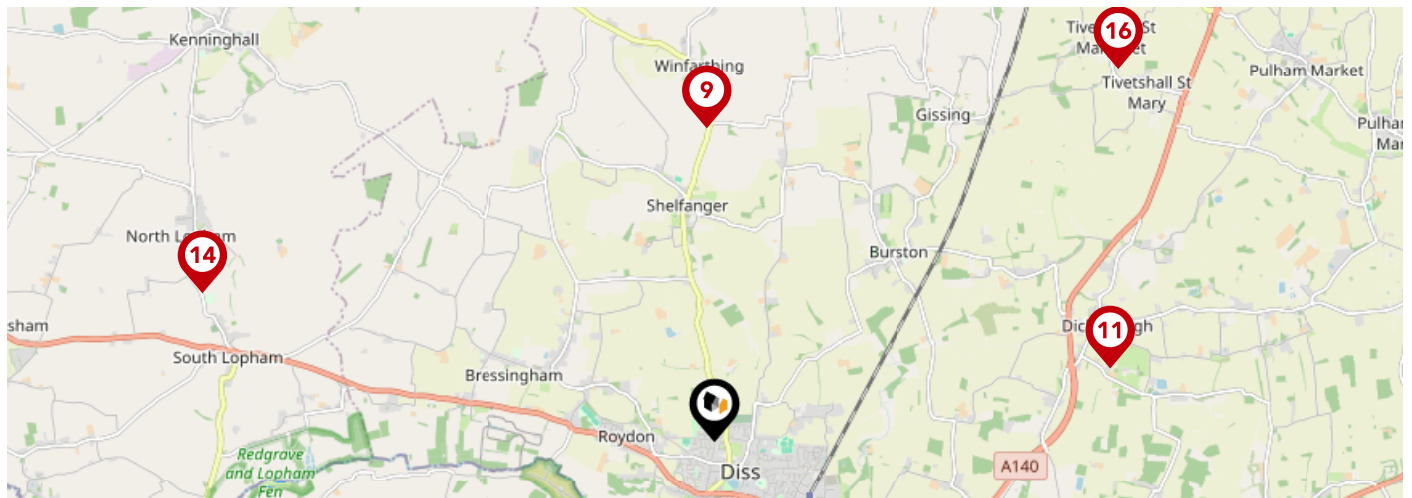 Kenninghall
Winfarthing
9
16
Tivetshall St
Mary
Pulham Market
Gissing
Shelfanger
North Lopham
14
Burston
sham
11
South Lopham
Bressingham
Roydon
Redgrave
and Lopham
Fen
Diss
A140